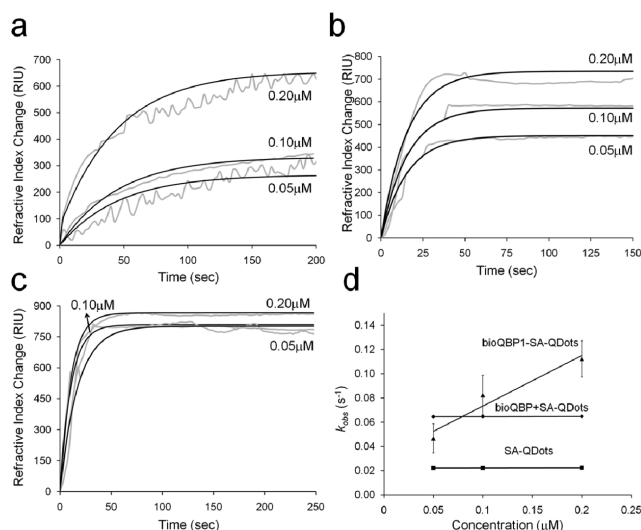 a
Refractive Index Change (RIU)
700
600
500
400
300
200
100
0
0.20μM
0.10μM
0.05μM
0
50
100
150
200
Time (sec)
b
Refractive Index Change (RIU)
800
700
600
500
400
300
200
100
0
0.20μM
0.10μM
0.05μM
0
25
50
75
100
125
150
Time (sec)
c
Refractive Index Change (RIU)
900
750
600
450
300
150
0
0.10μM
0.20μM
0.05μM
0
50
100
150
200
250
Time (sec)
d
kobs (s-1)
0.14
0.12
0.10
0.08
0.06
0.04
0.02
0
bioQBP1-SA-QDots
bioQBP+SA-QDots
SA-QDots
0
0.05
0.1
0.15
0.2
0.25
Concentration (μM)